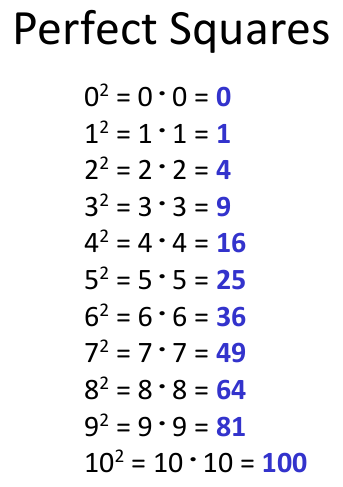 Perfect Squares
0² = 0 · 0 = 0
1² = 1 · 1 = 1
2² = 2 · 2 = 4
3² = 3 · 3 = 9
4² = 4 · 4 = 16
5² = 5 · 5 = 25
6² = 6 · 6 = 36
7² = 7 · 7 = 49
8² = 8 · 8 = 64
9² = 9 · 9 = 81
10² = 10 · 10 = 100